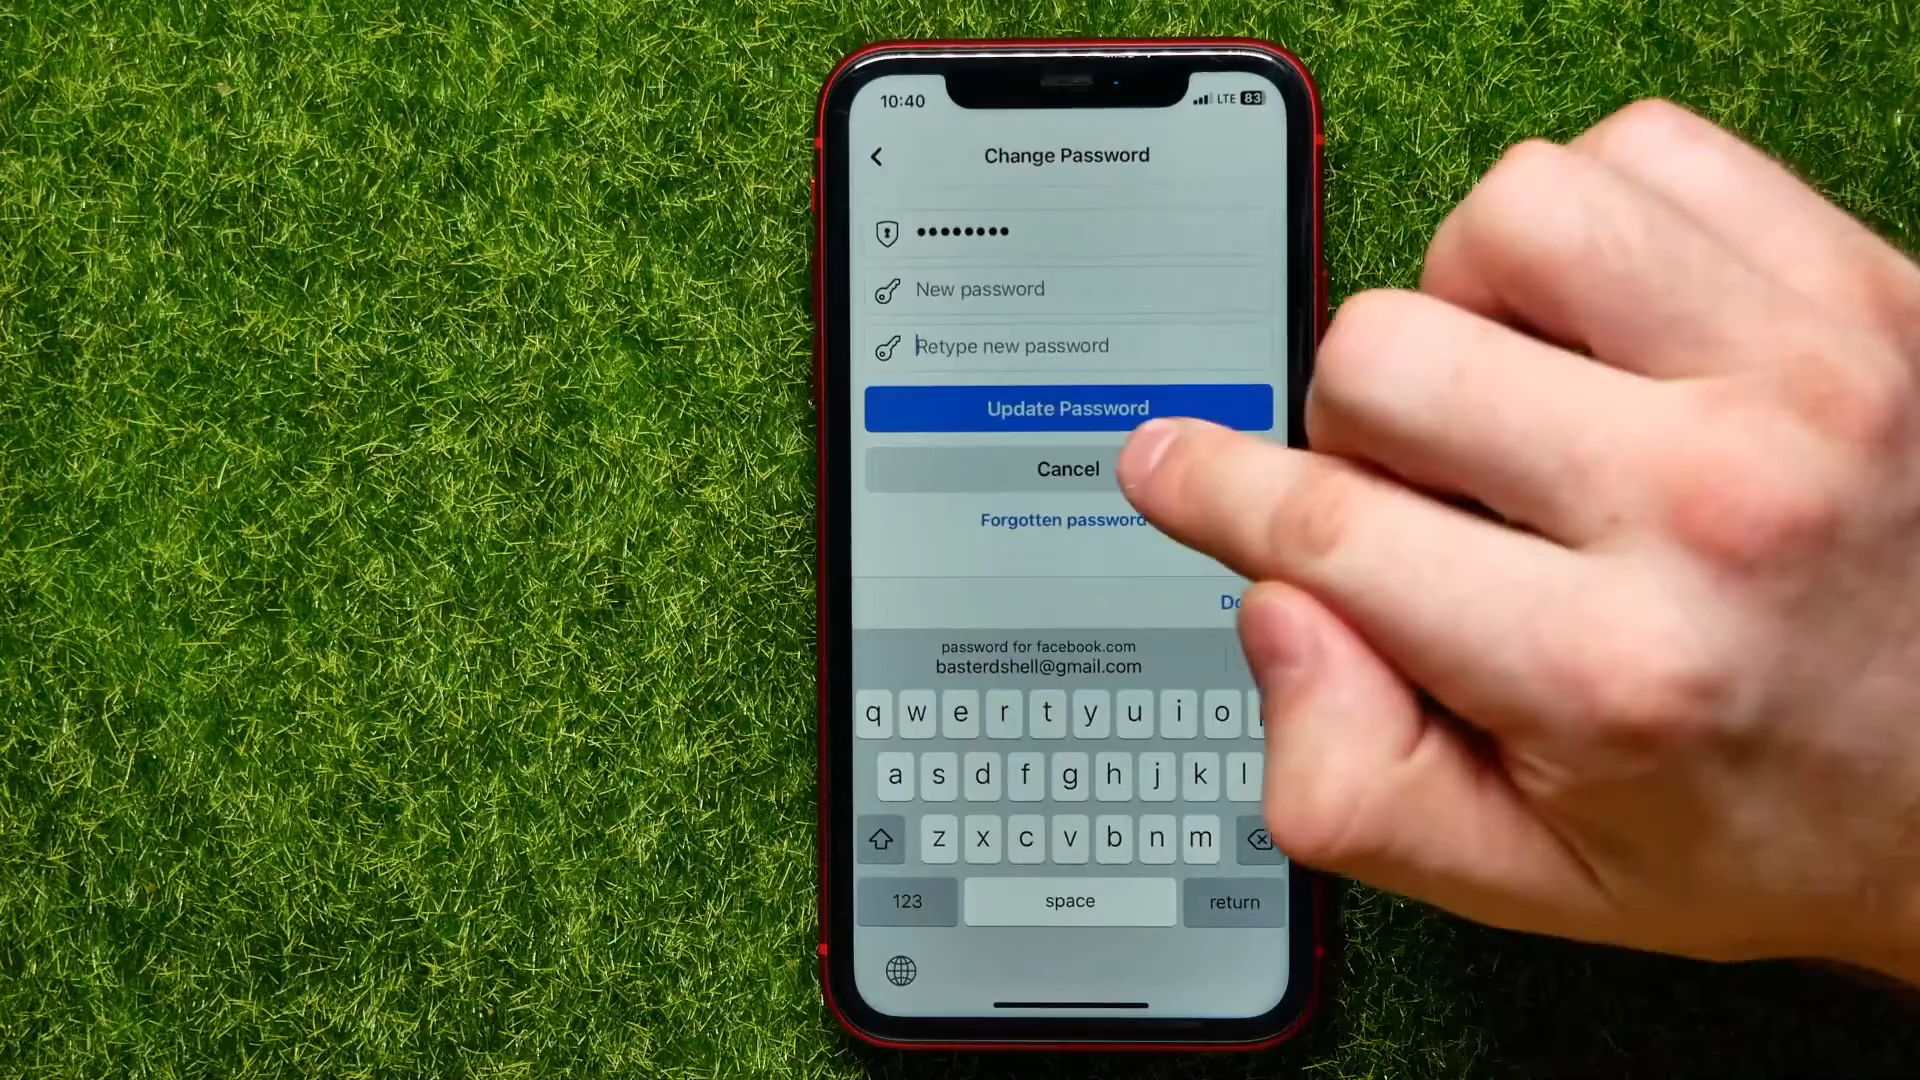 10:40
LTE 83
Change Password
New password
Retype new password
Update Password
Cancel
Forgotten password
password for facebook.com
basterdshell@gmail.com
q w e r t y u i o
a s d f g h j k l
z x c v b n m
123 space return